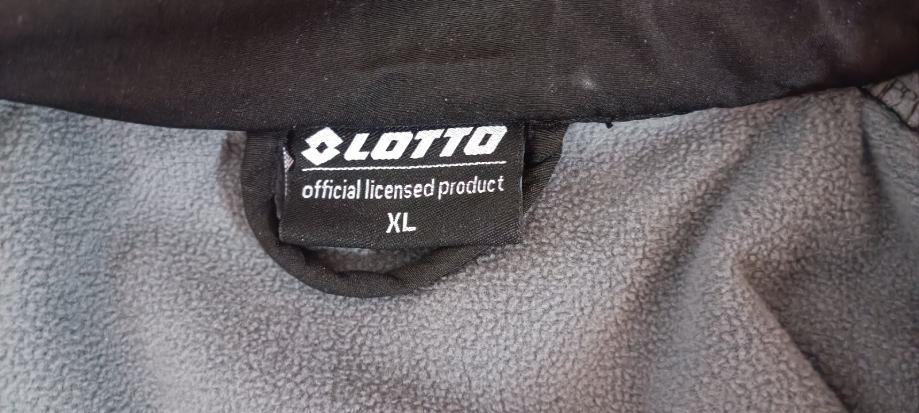 LOTTO
official licensed product
XL